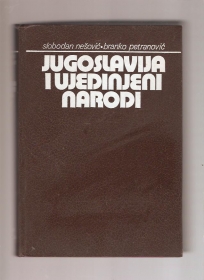 slobodan nešović•branko petranović
JUGOSLAVIJA
I UJEDINJENI
NARODI